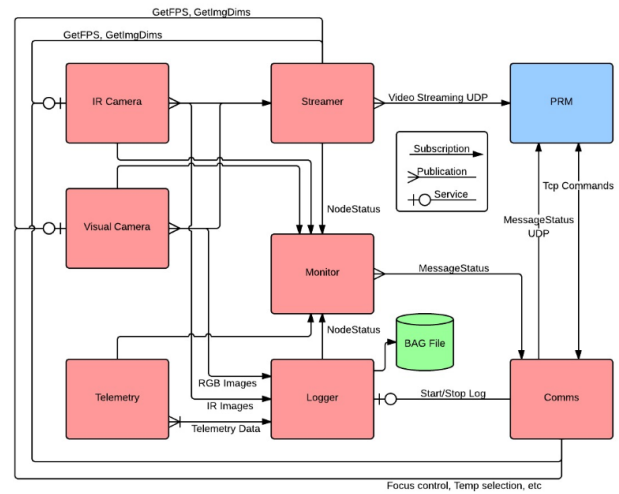 GetFPS, GetImgDims
GetFPS, GetImgDims
IR Camera
Streamer
Video Streaming UDP
PRM
Subscription
Publication
Service
Tcp Commands
Visual Camera
NodeStatus
MessageStatus
UDP
Monitor
MessageStatus
NodeStatus
BAG File
RGB Images
Telemetry
Logger
Start/Stop Log
Comms
IR Images
Telemetry Data
Focus control, Temp selection, etc